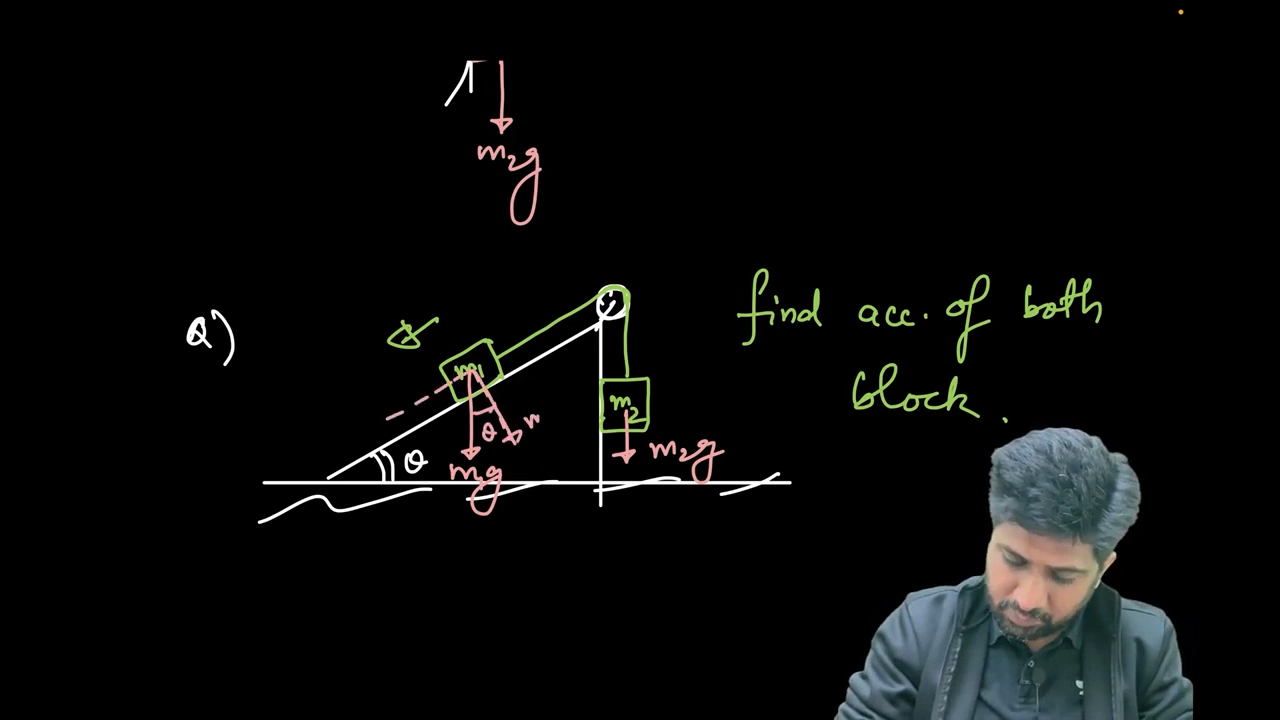 m₂g
Q)
find acc. of both
block.
m₁
m₂
θ
m₂g
θ
m₁g